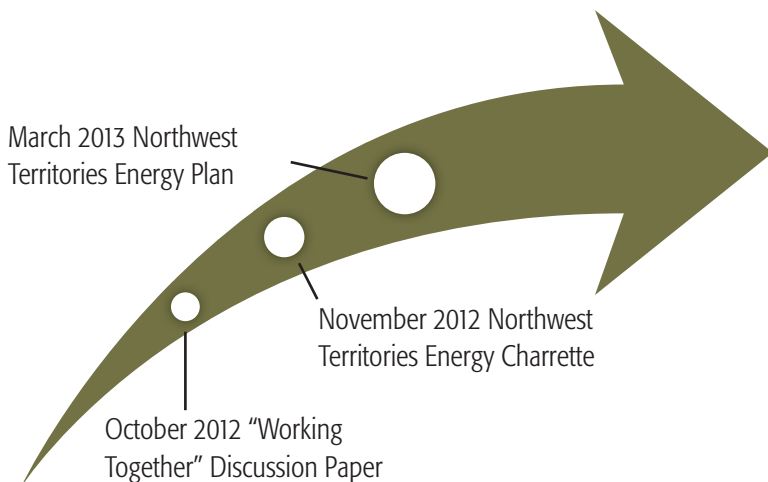 March 2013 Northwest
Territories Energy Plan
November 2012 Northwest
Territories Energy Charrette
October 2012 “Working
Together” Discussion Paper